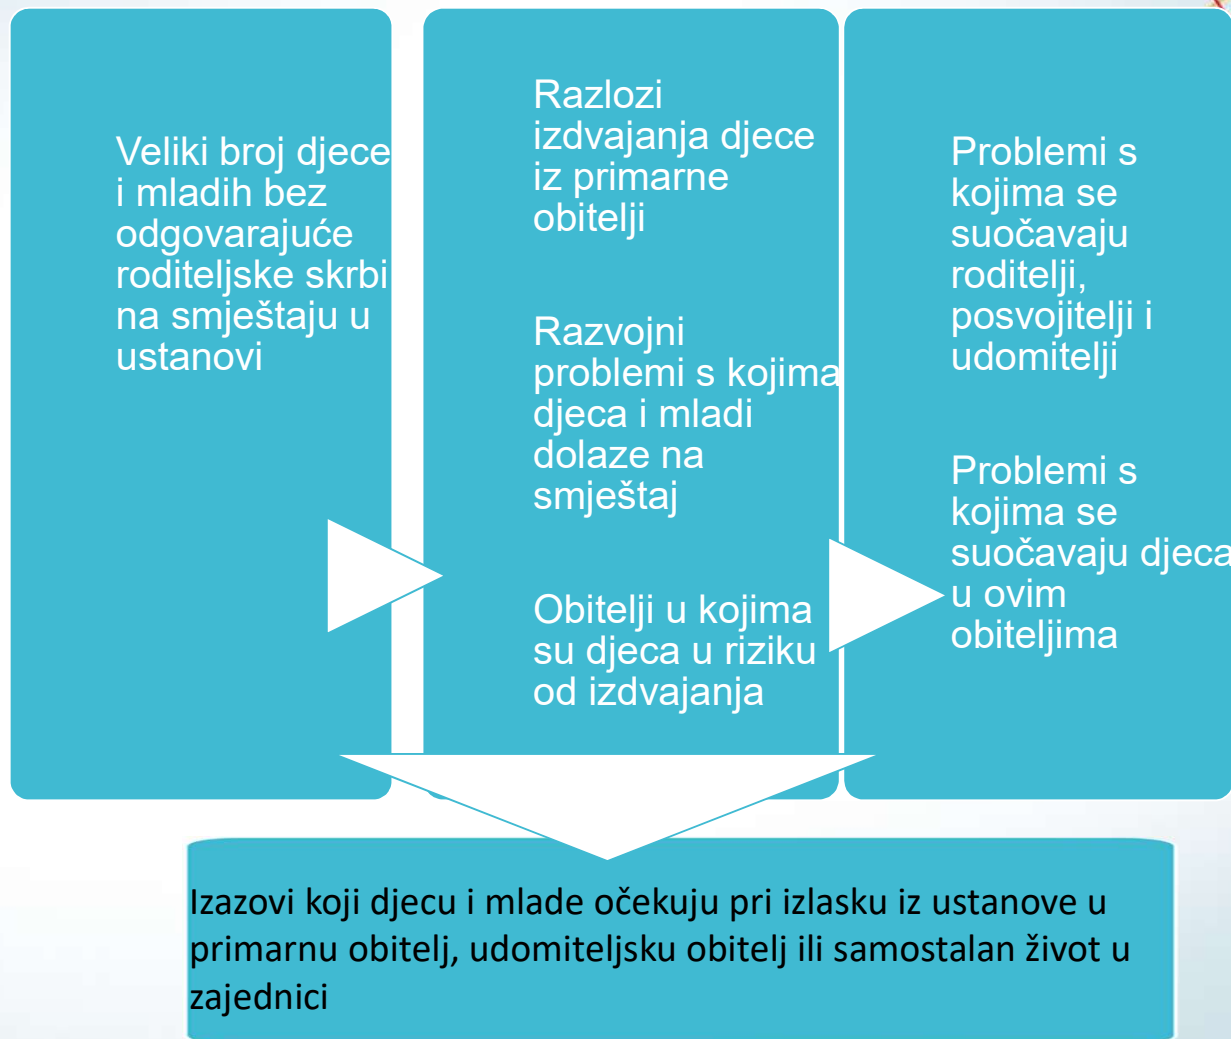 Veliki broj djece
i mladih bez
odgovarajuće
roditeljske skrbi
na smještaju u
ustanovi
Razlozi
izdvajanja djece
iz primarne
obitelji
Razvojni
problemi s kojima
djeca i mladi
dolaze na
smještaj
Obitelji u kojima
su djeca u riziku
od izdvajanja
Problemi s
kojima se
suočavaju
roditelji,
posvojitelji i
udomitelji
Problemi s
kojima se
suočavaju djeca
u ovim
obiteljima
Izazovi koji djecu i mlade očekuju pri izlasku iz ustanove u
primarnu obitelj, udomiteljsku obitelj ili samostalan život u
zajednici